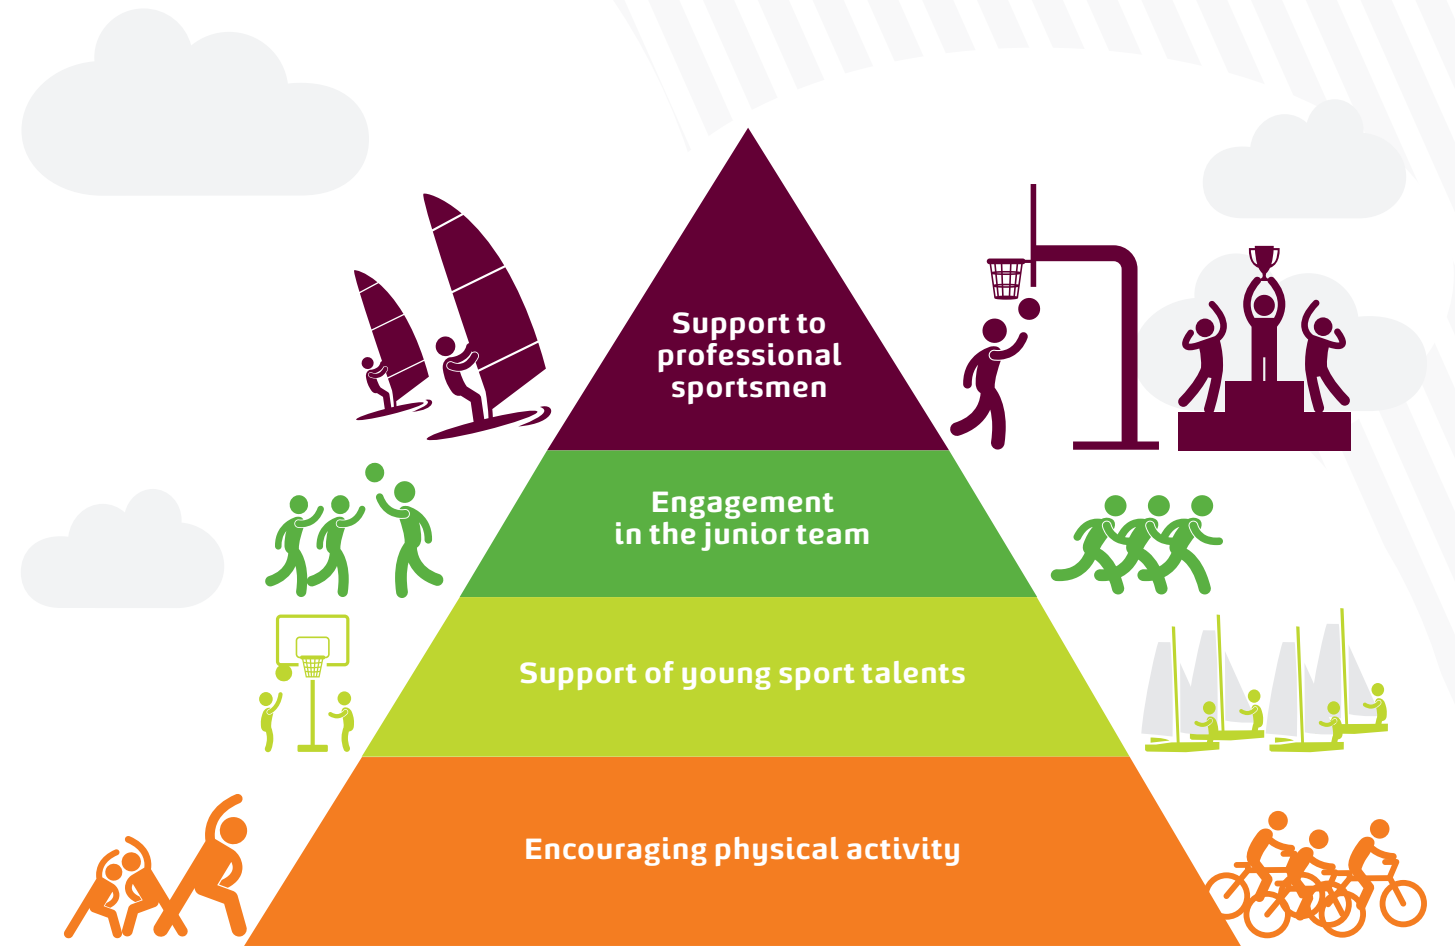 Support to
professional
sportsmen
Engagement
in the junior team
Support of young sport talents
Encouraging physical activity